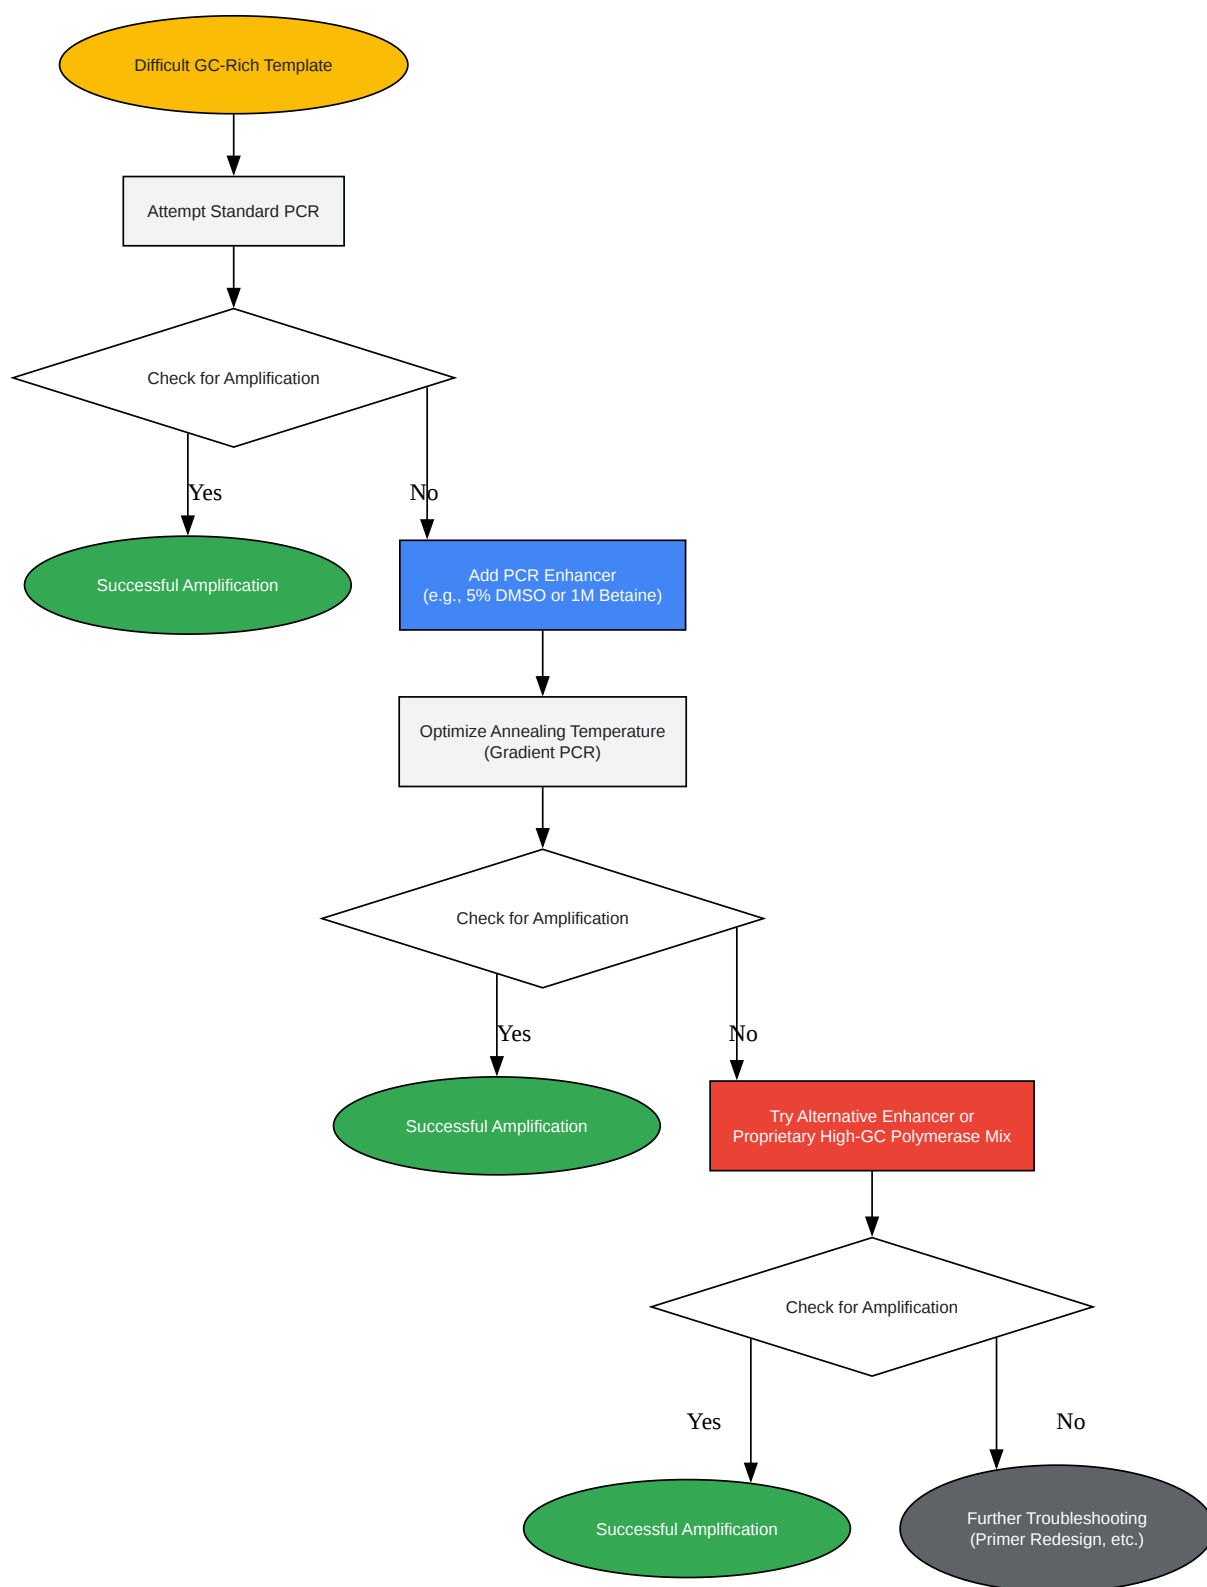 Difficult GC-Rich Template
Attempt Standard PCR
Check for Amplification
Yes
No
Successful Amplification
Add PCR Enhancer
(e.g., 5% DMSO or 1M Betaine)
Optimize Annealing Temperature
(Gradient PCR)
Check for Amplification
Yes
No
Successful Amplification
Try Alternative Enhancer or
Proprietary High-GC Polymerase Mix
Check for Amplification
Yes
No
Successful Amplification
Further Troubleshooting
(Primer Redesign, etc.)